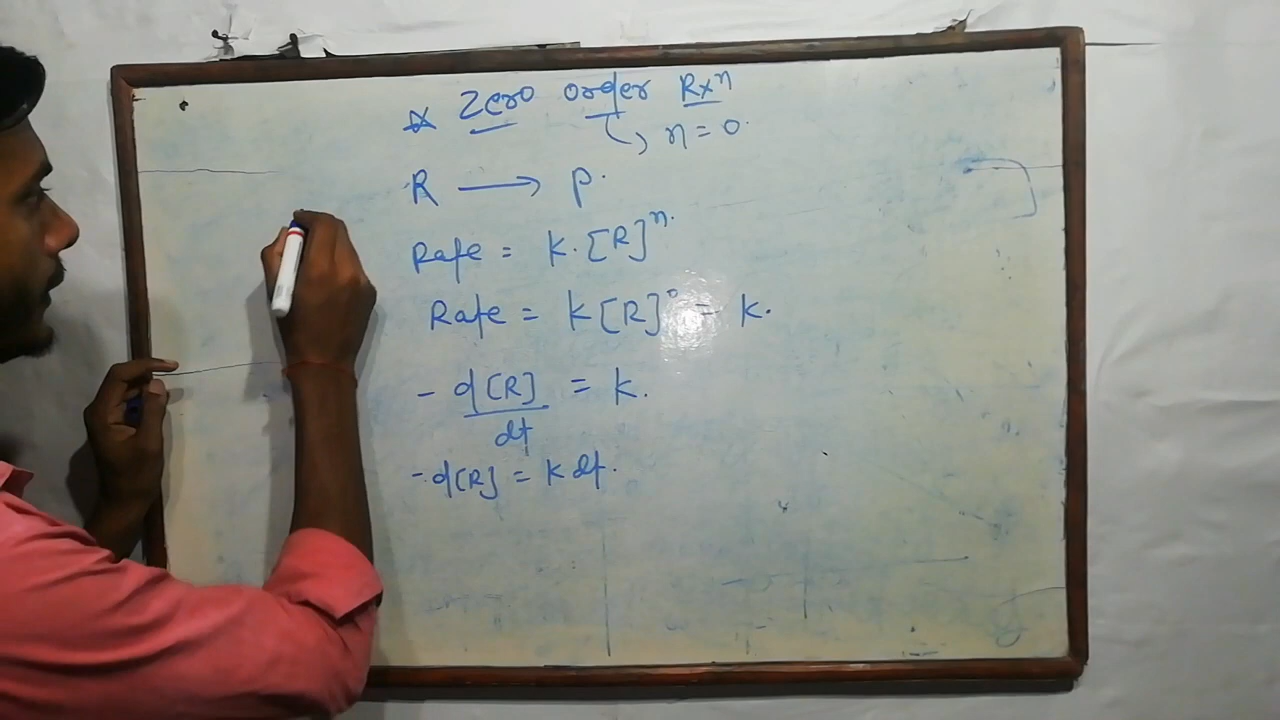 ☆ Zero order Rxⁿ
↳ n = 0.
R ⟶ P.
Rate = k.[R]ⁿ.
Rate = k[R]⁰ = k.
- d[R]/dt = k.
- d[R] = k dt.